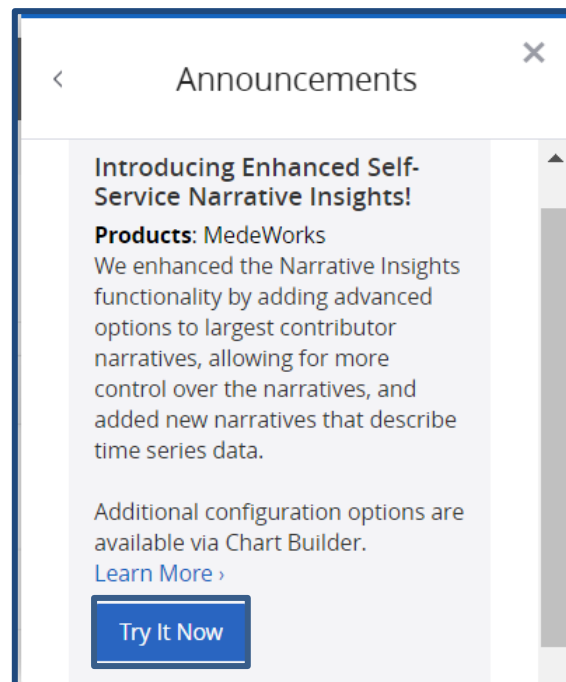 Announcements
Introducing Enhanced Self-
Service Narrative Insights!
Products: MedeWorks
We enhanced the Narrative Insights
functionality by adding advanced
options to largest contributor
narratives, allowing for more
control over the narratives, and
added new narratives that describe
time series data.
Additional configuration options are
available via Chart Builder.
Learn More ›
Try It Now